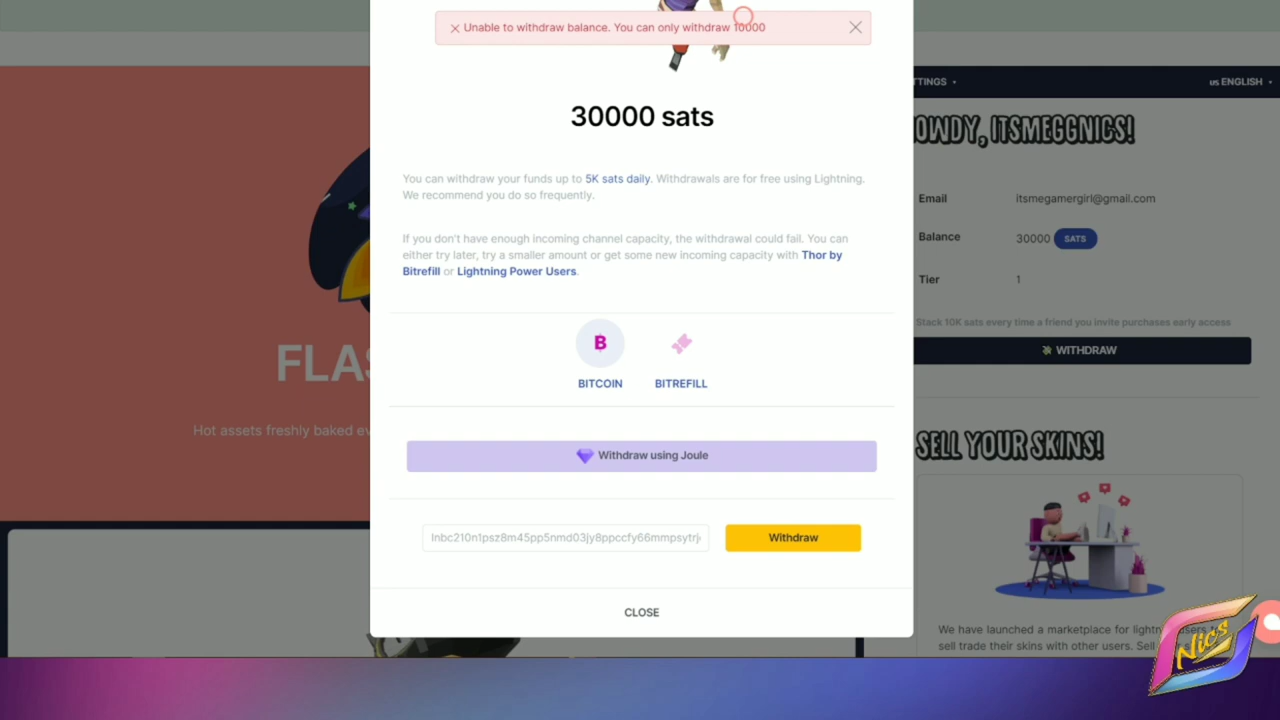 Unable to withdraw balance. You can only withdraw 10000
30000 sats
You can withdraw your funds up to 5K sats daily. Withdrawals are for free using Lightning.
We recommend you do so frequently.
If you don't have enough incoming channel capacity, the withdrawal could fail. You can
either try later, try a smaller amount or get some new incoming capacity with Thor by
Bitrefill or Lightning Power Users.
B
BITCOIN
BITREFILL
Withdraw using Joule
lnbc210n1psz8m45pp5nmd03jy8ppccfy66mmpsytrj
Withdraw
CLOSE
FLAS
Hot assets freshly baked ev
TTINGS
us ENGLISH
OWDY, ITSMEGGNICS!
Email
itsmegamergirl@gmail.com
Balance
30000 SATS
Tier
1
Stack 10K sats every time a friend you invite purchases early access
WITHDRAW
SELL YOUR SKINS!
We have launched a marketplace for lightn
sell trade their skins with other users. Sell
Nics